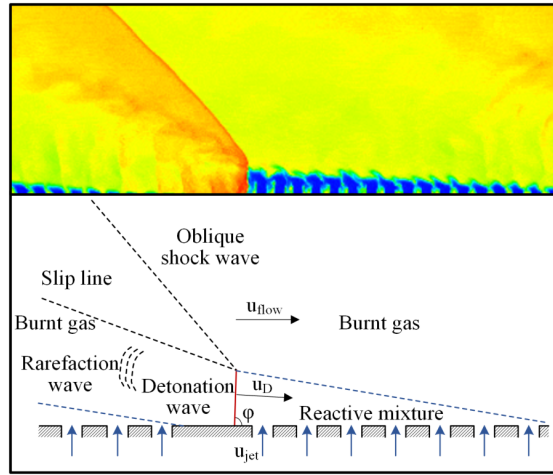 Oblique
shock wave
Slip line
u_flow
Burnt gas
Burnt gas
Rarefaction
wave
Detonation
wave
u_D
φ
Reactive mixture
u_jet